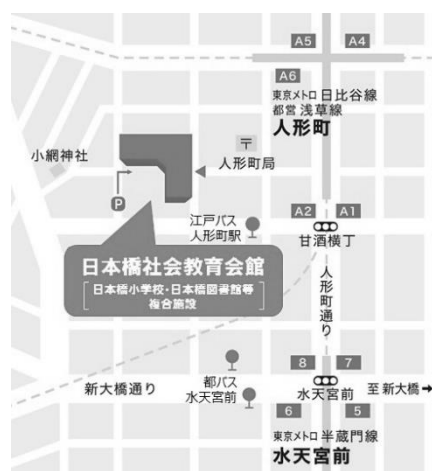 A5
A4
A6
東京メトロ 日比谷線
都営 浅草線
人形町
〒
人形町局
小網神社
P
江戸バス
人形町駅
A2
A1
甘酒横丁
日本橋社会教育会館
日本橋小学校・日本橋図書館等
複合施設
人形町通り
8
7
都バス
水天宮前
新大橋通り
水天宮前
至 新大橋→
6
5
東京メトロ 半蔵門線
水天宮前